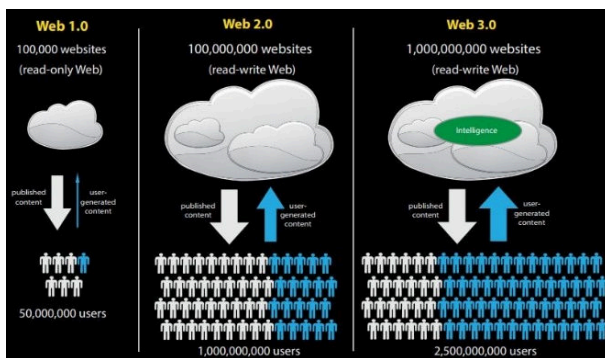 Web 1.0
100,000 websites
(read-only Web)
published
content
user-
generated
content
50,000,000 users
Web 2.0
100,000,000 websites
(read-write Web)
published
content
user-
generated
content
1,000,000,000 users
Web 3.0
1,000,000,000 websites
(read-write Web)
Intelligence
published
content
user-
generated
content
2,500,000,000 users